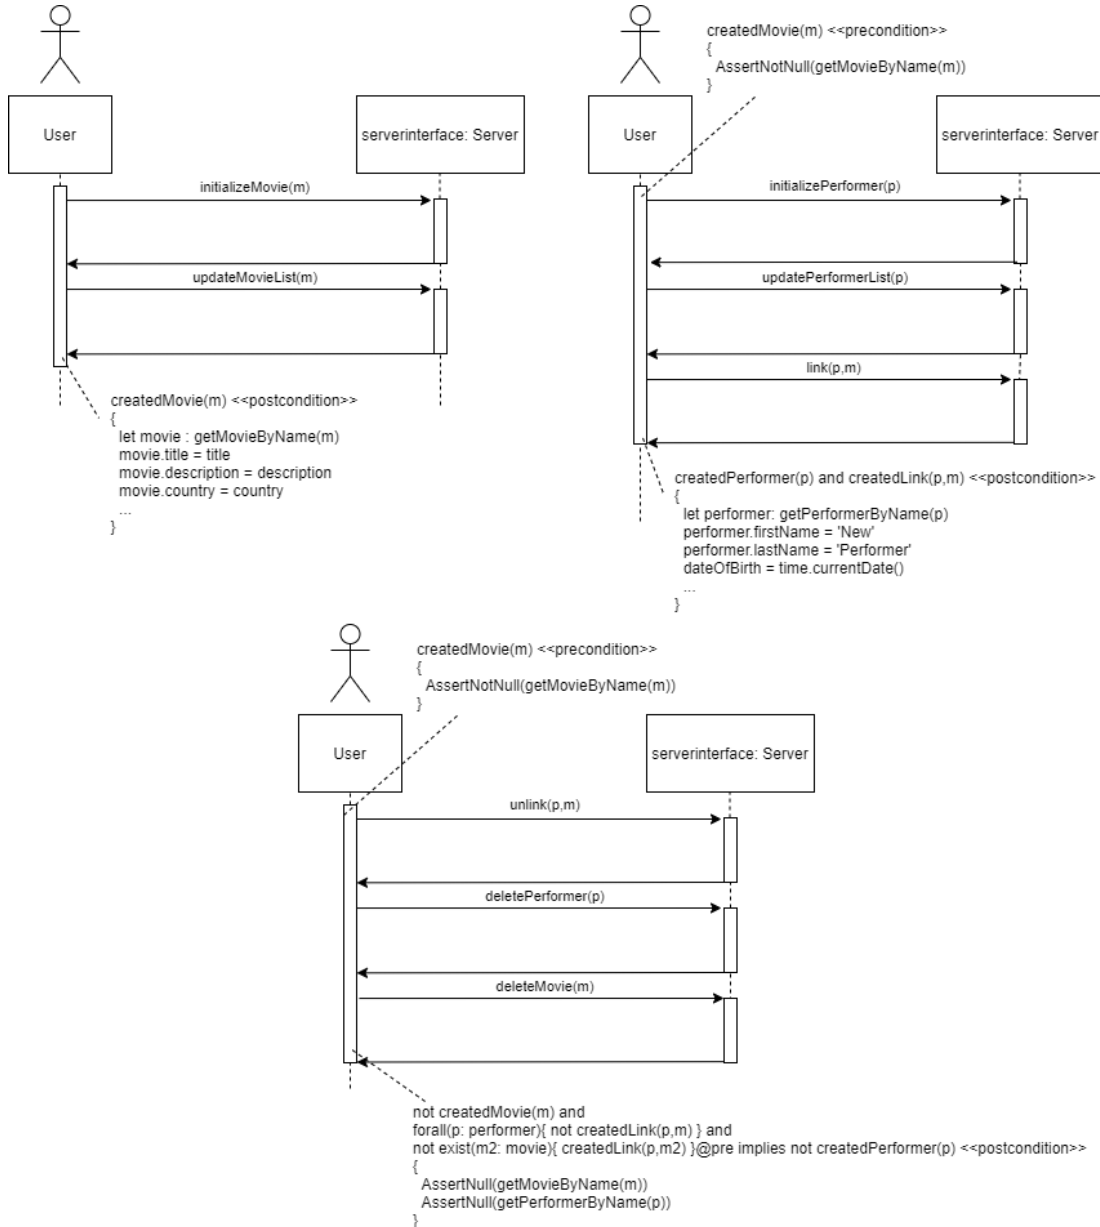 User
serverinterface: Server
initializeMovie(m)
updateMovieList(m)
createdMovie(m) <<postcondition>>
{
let movie : getMovieByName(m)
movie.title = title
movie.description = description
movie.country = country
...
}
createdMovie(m) <<precondition>>
{
AssertNotNull(getMovieByName(m))
}
User
serverinterface: Server
initializePerformer(p)
updatePerformerList(p)
link(p,m)
createdPerformer(p) and createdLink(p,m) <<postcondition>>
{
let performer: getPerformerByName(p)
performer.firstName = 'New'
performer.lastName = 'Performer'
dateOfBirth = time.currentDate()
...
}
createdMovie(m) <<precondition>>
{
AssertNotNull(getMovieByName(m))
}
User
serverinterface: Server
unlink(p,m)
deletePerformer(p)
deleteMovie(m)
not createdMovie(m) and
forall(p: performer){ not createdLink(p,m) } and
not exist(m2: movie){ createdLink(p,m2) }@pre implies not createdPerformer(p) <<postcondition>>
{
AssertNull(getMovieByName(m))
AssertNull(getPerformerByName(p))
}